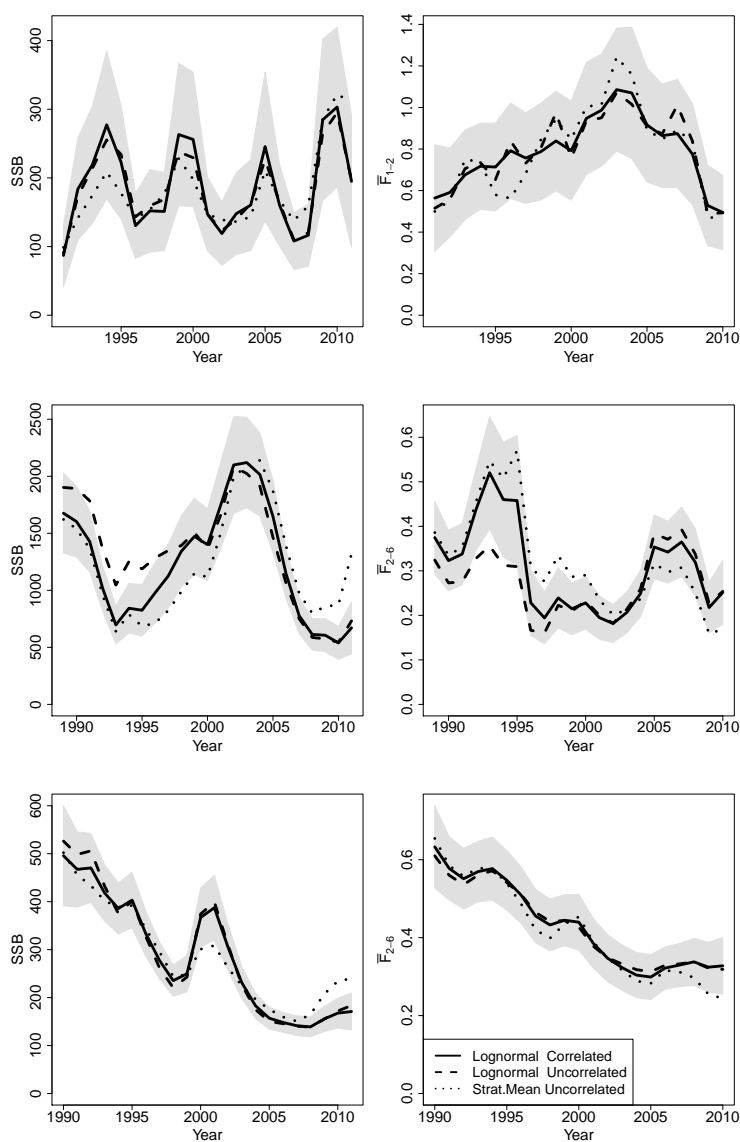 SSB
0 100 200 300 400
1995 2000 2005 2010
Year
F̅1−2
0.0 0.2 0.4 0.6 0.8 1.0 1.2 1.4
1995 2000 2005 2010
Year
SSB
0 500 1000 1500 2000 2500
1990 1995 2000 2005 2010
Year
F̅2−6
0.0 0.1 0.2 0.3 0.4 0.5 0.6
1990 1995 2000 2005 2010
Year
SSB
0 100 200 300 400 500 600
1990 1995 2000 2005 2010
Year
F̅2−6
0.0 0.2 0.4 0.6
Lognormal Correlated
Lognormal Uncorrelated
Strat.Mean Uncorrelated
1990 1995 2000 2005 2010
Year